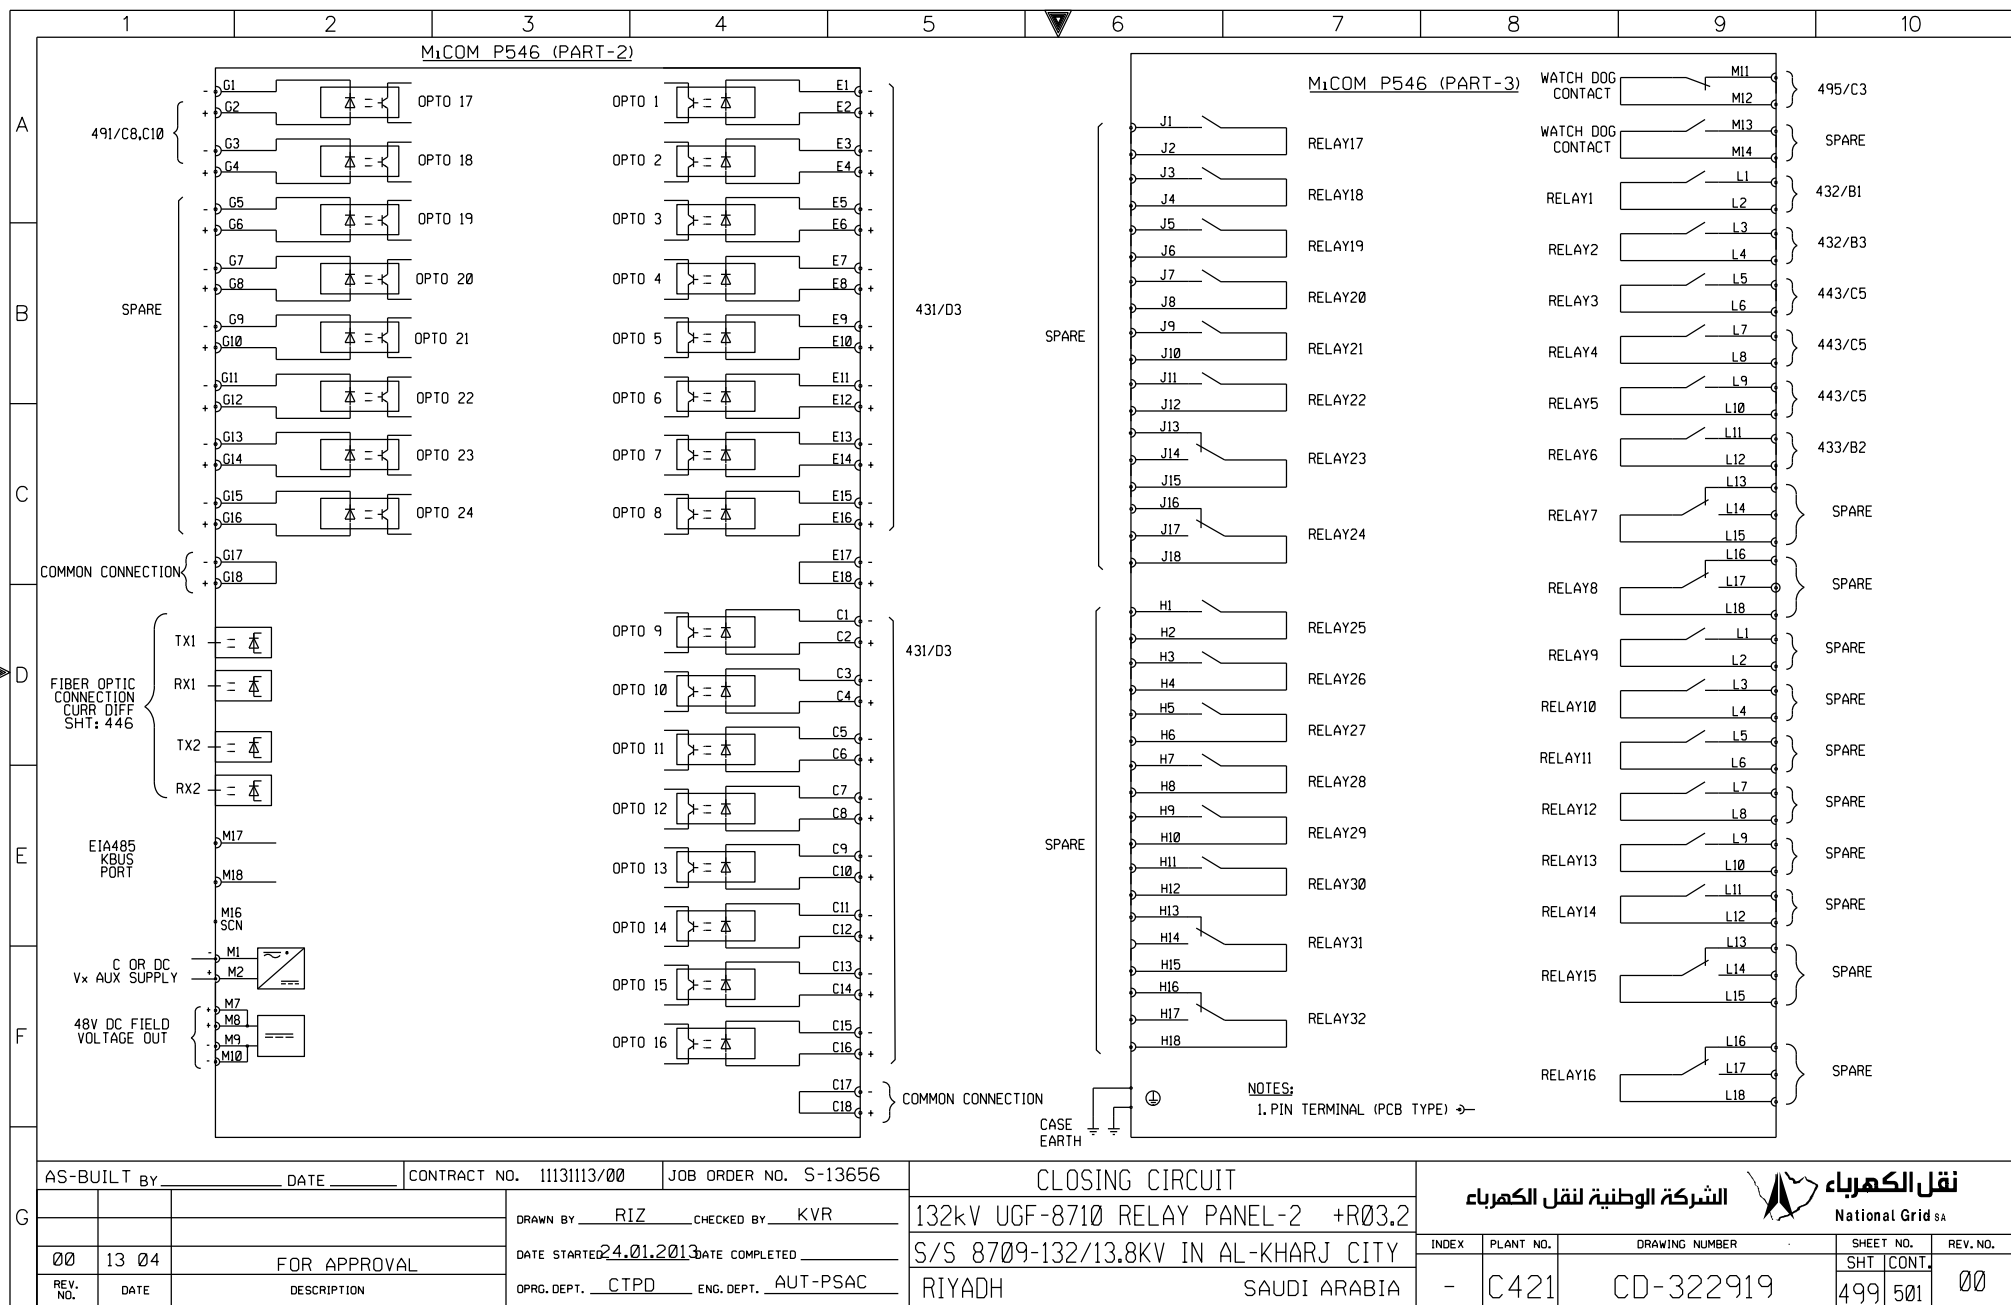 1 2 3 4 5 6 7 8 9 10
A
B
C
D
E
F
G
MiCOM P546 (PART-2)
- G1
+ G2
491/C8,C10
- G3
+ G4
- G5
+ G6
- G7
+ G8
SPARE
- G9
+ G10
- G11
+ G12
- G13
+ G14
- G15
+ G16
- G17
COMMON CONNECTION
+ G18
OPTO 17
OPTO 18
OPTO 19
OPTO 20
OPTO 21
OPTO 22
OPTO 23
OPTO 24
TX1
RX1
FIBER OPTIC
CONNECTION
CURR DIFF
SHT: 446
TX2
RX2
EIA485
KBUS
PORT
M17
M18
M16
SCN
C OR DC
Vx AUX SUPPLY
- M1
+ M2
48V DC FIELD
VOLTAGE OUT
+ M7
+ M8
- M9
- M10
OPTO 1
E1 -
E2 +
OPTO 2
E3 -
E4 +
OPTO 3
E5 -
E6 +
OPTO 4
E7 -
E8 +
431/D3
OPTO 5
E9 -
E10 +
OPTO 6
E11 -
E12 +
OPTO 7
E13 -
E14 +
OPTO 8
E15 -
E16 +
E17 -
E18 +
OPTO 9
C1 -
C2 +
431/D3
OPTO 10
C3 -
C4 +
OPTO 11
C5 -
C6 +
OPTO 12
C7 -
C8 +
OPTO 13
C9 -
C10 +
OPTO 14
C11 -
C12 +
OPTO 15
C13 -
C14 +
OPTO 16
C15 -
C16 +
C17 -
C18 +
COMMON CONNECTION
MiCOM P546 (PART-3)
J1
J2
RELAY17
J3
J4
RELAY18
J5
J6
RELAY19
J7
J8
RELAY20
SPARE
J9
J10
RELAY21
J11
J12
RELAY22
J13
J14
J15
RELAY23
J16
J17
J18
RELAY24
H1
H2
RELAY25
H3
H4
RELAY26
H5
H6
RELAY27
H7
H8
RELAY28
SPARE
H9
H10
RELAY29
H11
H12
RELAY30
H13
H14
H15
RELAY31
H16
H17
H18
RELAY32
CASE
EARTH
NOTES:
1. PIN TERMINAL (PCB TYPE)
WATCH DOG
CONTACT
M11
M12
495/C3
WATCH DOG
CONTACT
M13
M14
SPARE
RELAY1
L1
L2
432/B1
RELAY2
L3
L4
432/B3
RELAY3
L5
L6
443/C5
RELAY4
L7
L8
443/C5
RELAY5
L9
L10
443/C5
RELAY6
L11
L12
433/B2
RELAY7
L13
L14
L15
SPARE
RELAY8
L16
L17
L18
SPARE
RELAY9
L1
L2
SPARE
RELAY10
L3
L4
SPARE
RELAY11
L5
L6
SPARE
RELAY12
L7
L8
SPARE
RELAY13
L9
L10
SPARE
RELAY14
L11
L12
SPARE
RELAY15
L13
L14
L15
SPARE
RELAY16
L16
L17
L18
SPARE
AS-BUILT BY DATE
CONTRACT NO. 11131113/00
JOB ORDER NO. S-13656
DRAWN BY RIZ CHECKED BY KVR
DATE STARTED 24.01.2013 DATE COMPLETED
OPRG. DEPT. CTPD ENG. DEPT. AUT-PSAC
00 13 04 FOR APPROVAL
REV. NO. DATE DESCRIPTION
CLOSING CIRCUIT
132kV UGF-8710 RELAY PANEL-2 +R03.2
S/S 8709-132/13.8KV IN AL-KHARJ CITY
RIYADH SAUDI ARABIA
الشركة الوطنية لنقل الكهرباء
نقل الكهرباء
National Grid SA
INDEX PLANT NO. DRAWING NUMBER SHEET NO. REV. NO.
SHT CONT.
- C421 CD-322919 499 501 00